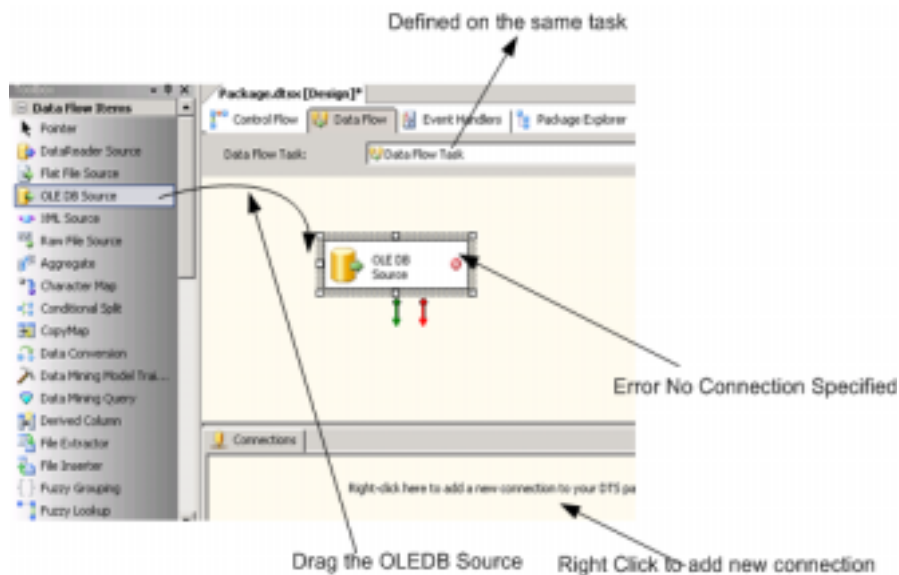 Defined on the same task
Toolbox
Package.dtsx [Design]*
Data Flow Items
Control Flow
Data Flow
Event Handlers
Package Explorer
Pointer
DataReader Source
Data Flow Task:
Data Flow Task
Flat File Source
OLE DB Source
XML Source
Raw File Source
Aggregate
Character Map
Conditional Split
CopyMap
Data Conversion
Data Mining Model Trai...
Data Mining Query
Derived Column
File Extractor
File Inserter
Fuzzy Grouping
Fuzzy Lookup
OLE DB
Source
Error No Connection Specified
Connections
Right-click here to add a new connection to your DTS pa
Drag the OLEDB Source
Right Click to add new connection